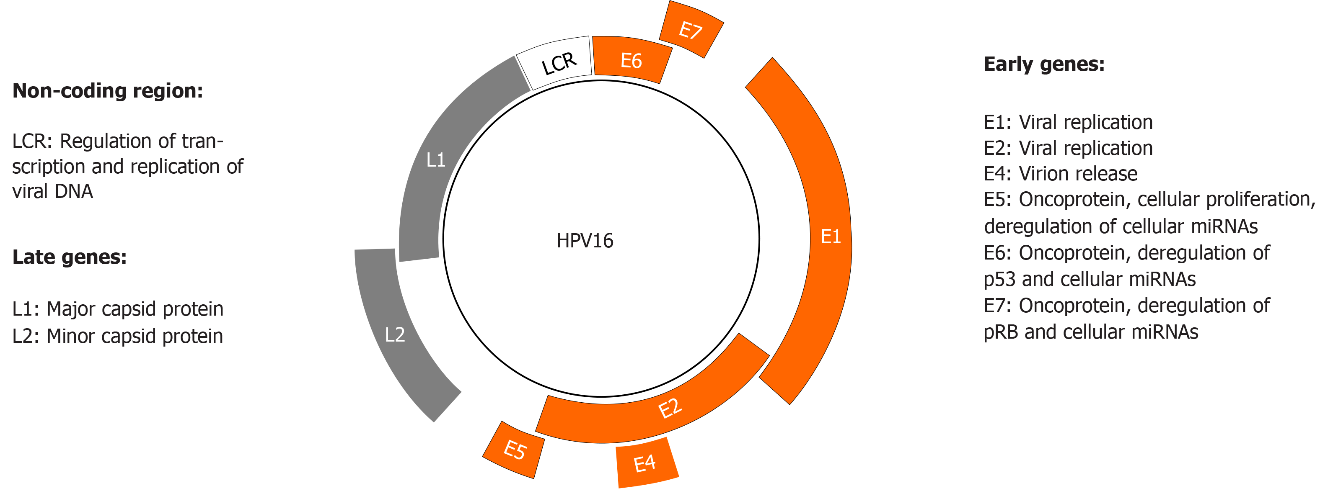 Non-coding region:
LCR: Regulation of tran-
scription and replication of
viral DNA
Late genes:
L1: Major capsid protein
L2: Minor capsid protein
LCR
E6
E7
L1
E1
HPV16
L2
E2
E5
E4
Early genes:
E1: Viral replication
E2: Viral replication
E4: Virion release
E5: Oncoprotein, cellular proliferation,
deregulation of cellular miRNAs
E6: Oncoprotein, deregulation of
p53 and cellular miRNAs
E7: Oncoprotein, deregulation of
pRB and cellular miRNAs